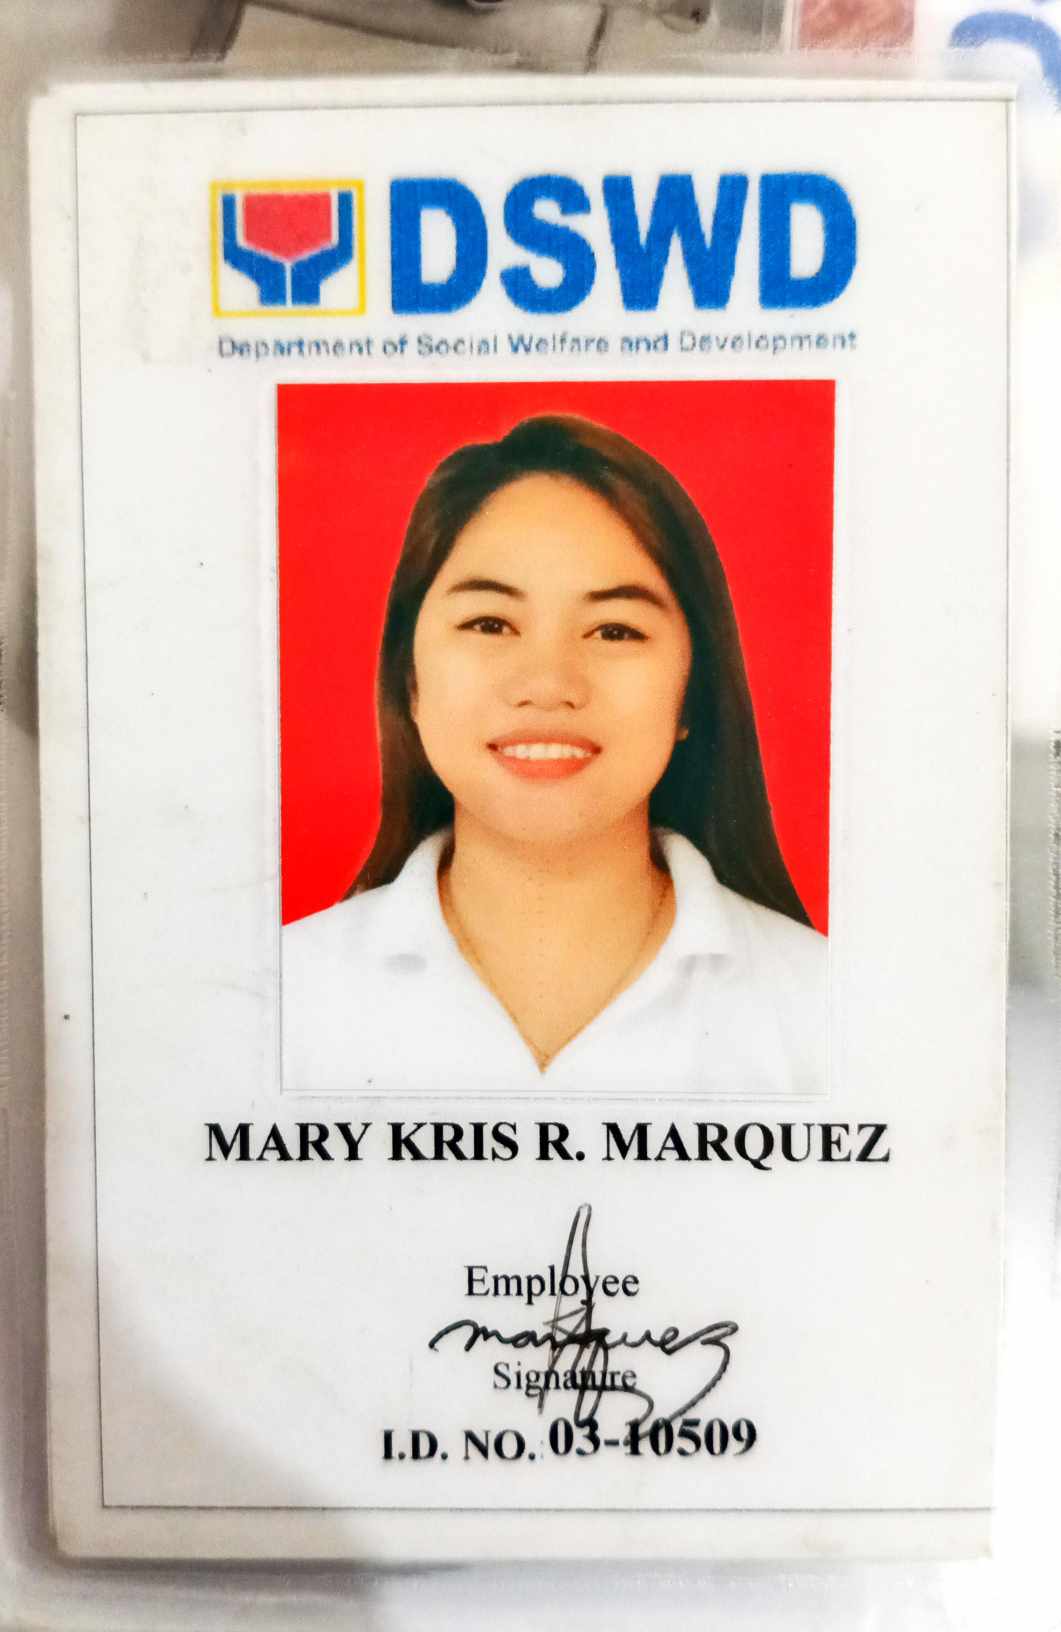 DSWD
Department of Social Welfare and Development
MARY KRIS R. MARQUEZ
Employee
marquez
Signature
I.D. NO. 03-10509